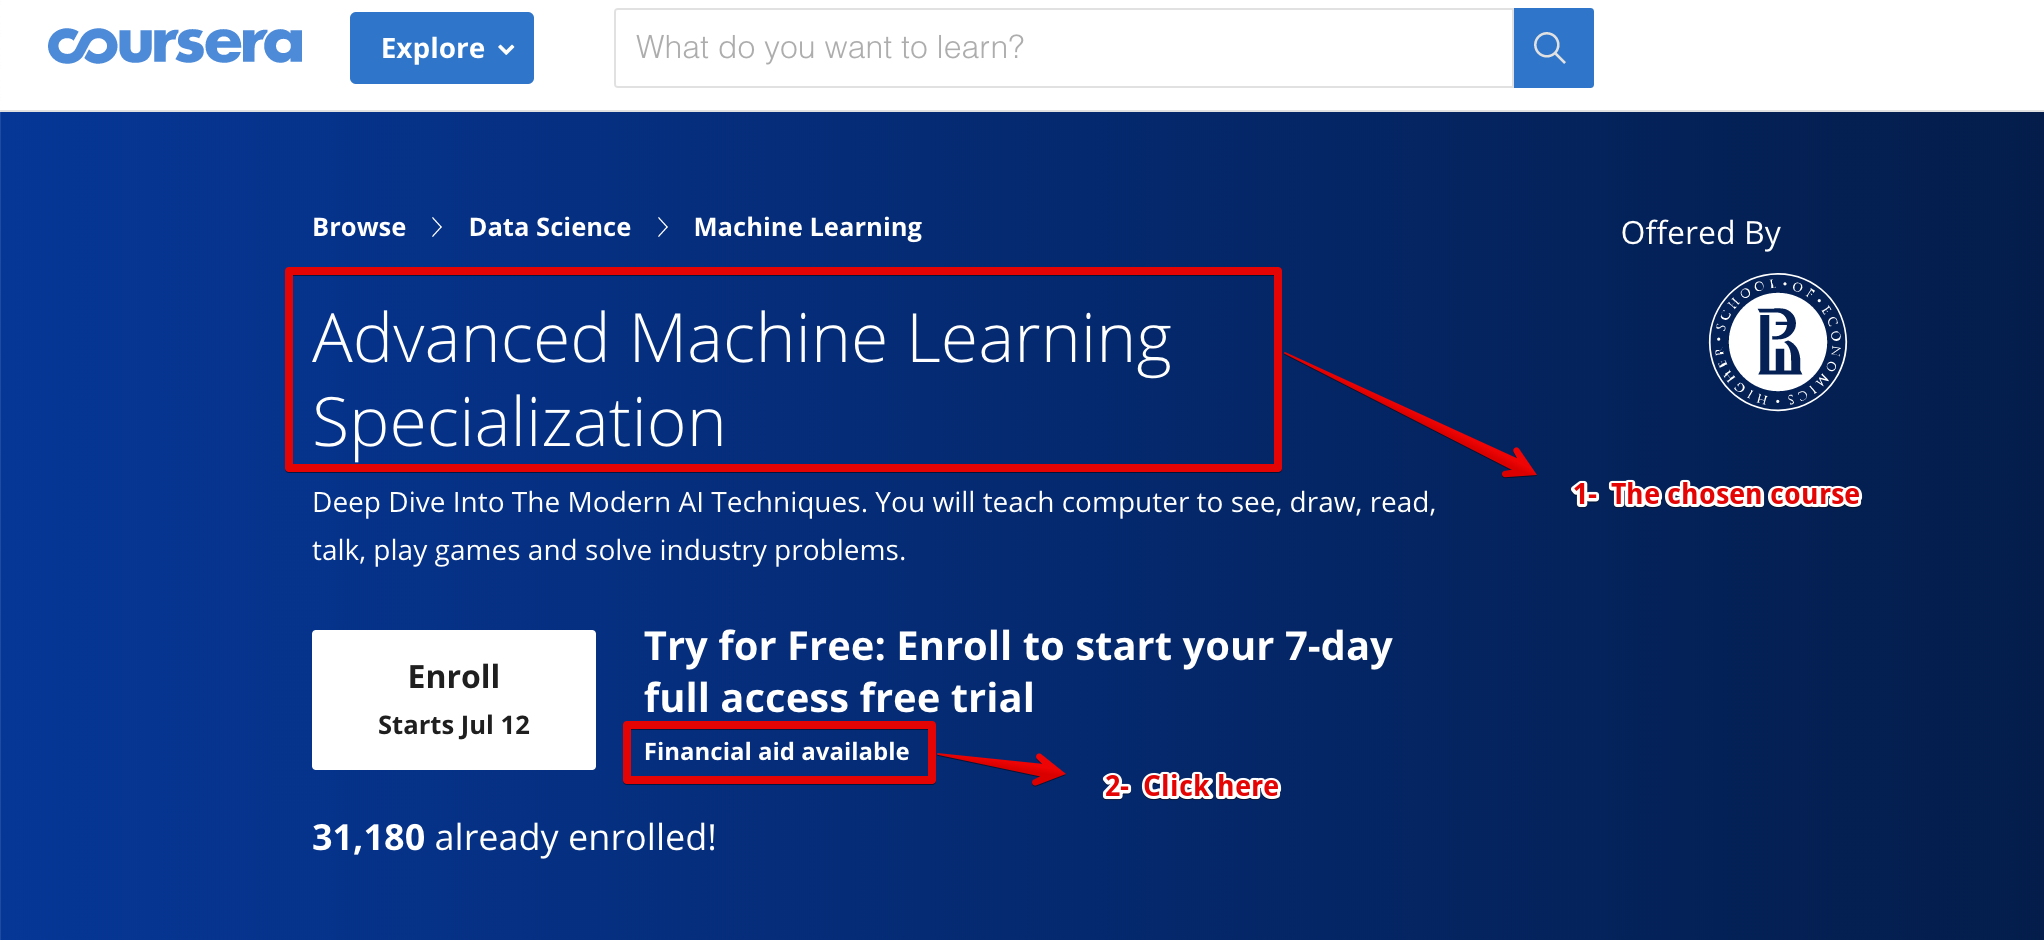 coursera
Explore
What do you want to learn?
Browse > Data Science > Machine Learning
Offered By
HIGHER • SCHOOL • OF • ECONOMICS •
Advanced Machine Learning
Specialization
1- The chosen course
Deep Dive Into The Modern AI Techniques. You will teach computer to see, draw, read,
talk, play games and solve industry problems.
Enroll
Starts Jul 12
Try for Free: Enroll to start your 7-day
full access free trial
Financial aid available
2- Click here
31,180 already enrolled!